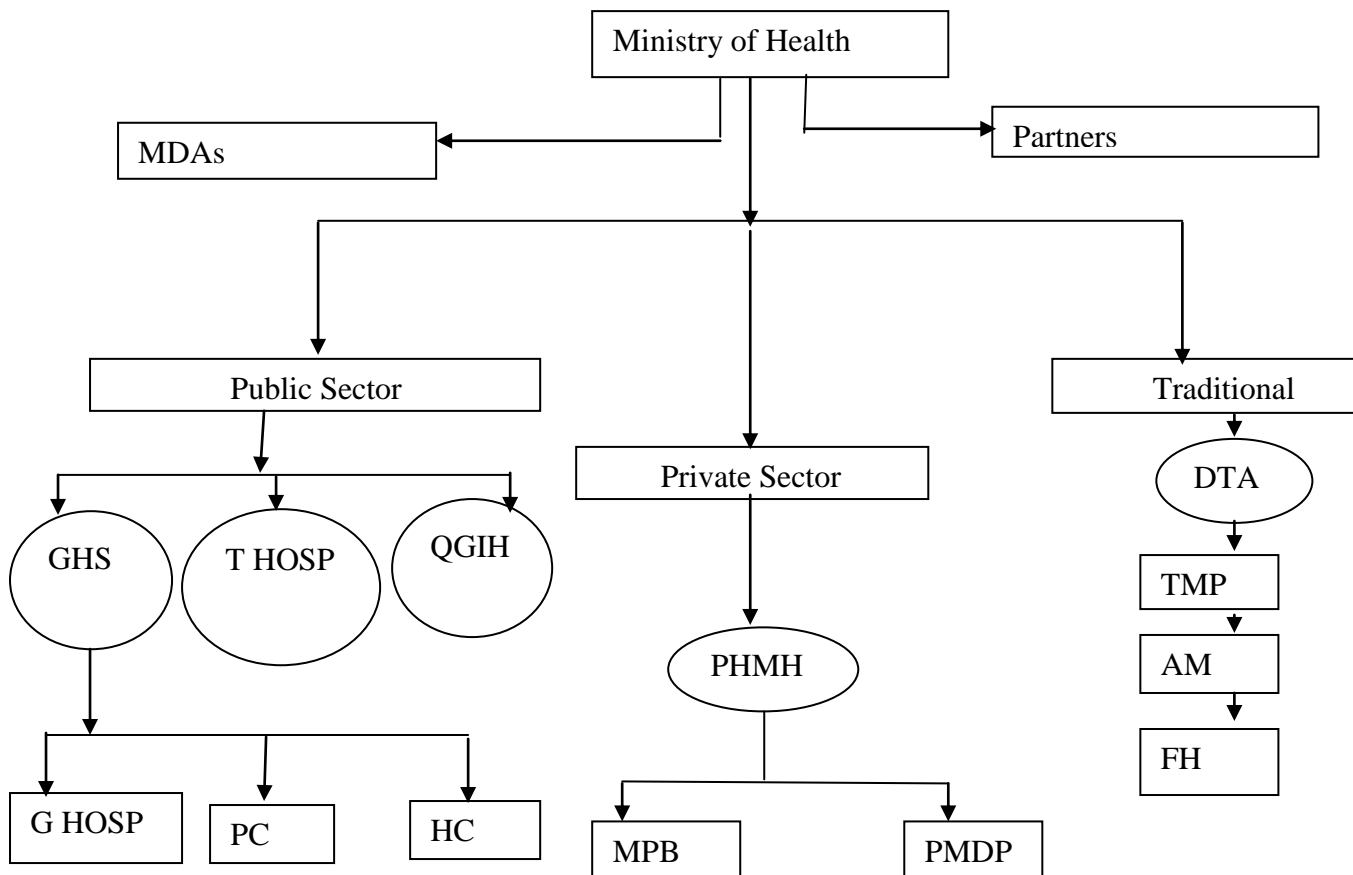 Ministry of Health
MDAs
Partners
Public Sector
Private Sector
Traditional
GHS
T HOSP
QGIH
DTA
TMP
AM
FH
PHMH
G HOSP
PC
HC
MPB
PMDP